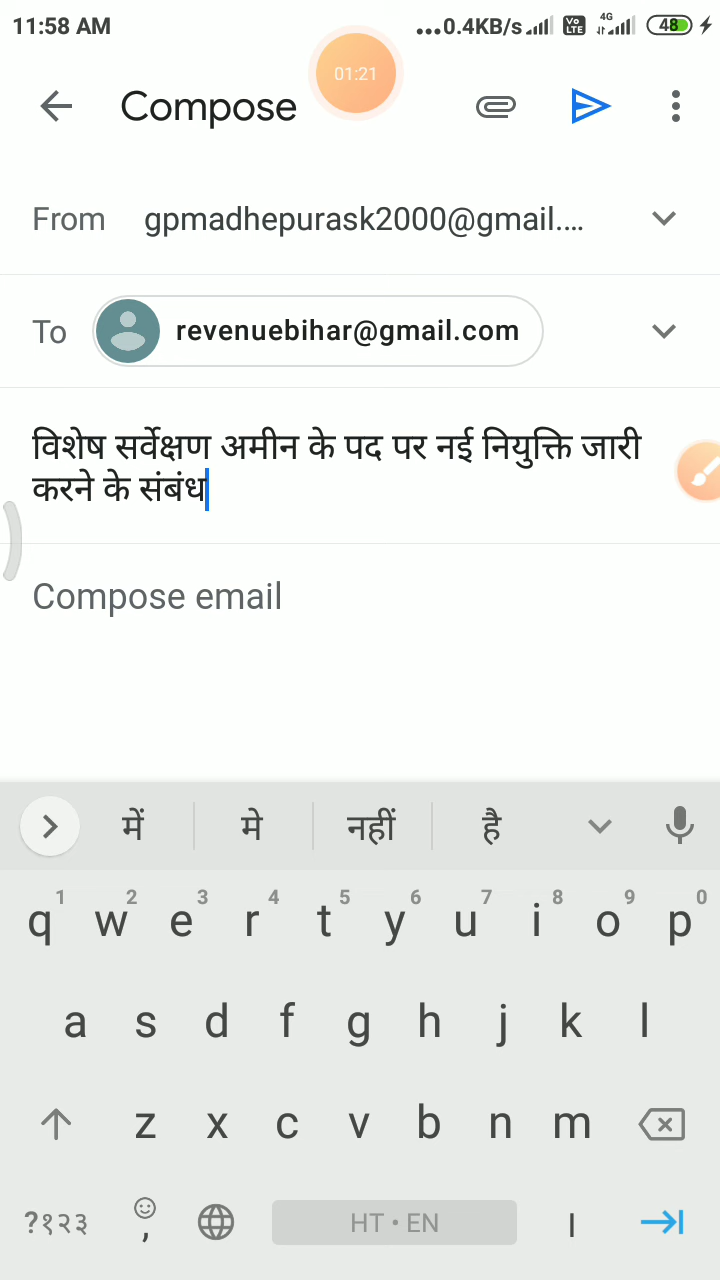 11:58 AM
...0.4KB/s
Vo
LTE
4G
48
01:21
Compose
From gpmadhepurask2000@gmail....
To revenuebihar@gmail.com
विशेष सर्वेक्षण अमीन के पद पर नई नियुक्ति जारी
करने के संबंध
Compose email
में मे नहीं है
1 2 3 4 5 6 7 8 9 0
q w e r t y u i o p
a s d f g h j k l
z x c v b n m
?१२३ , HT • EN ।